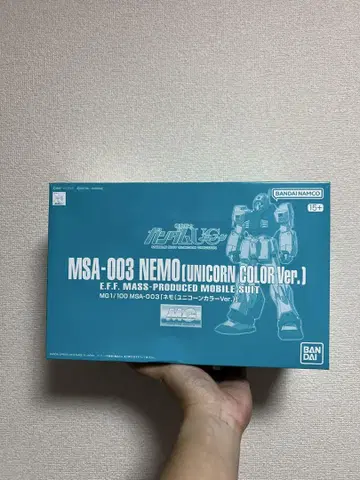 BANDAI NAMCO
15+
機動戦士
ガンダムUC
MSA-003 NEMO(UNICORN COLOR Ver.)
E.F.F. MASS-PRODUCED MOBILE SUIT
MG 1/100 MSA-003「ネモ(ユニコーンカラーVer.)」
MG
BAN
DAI